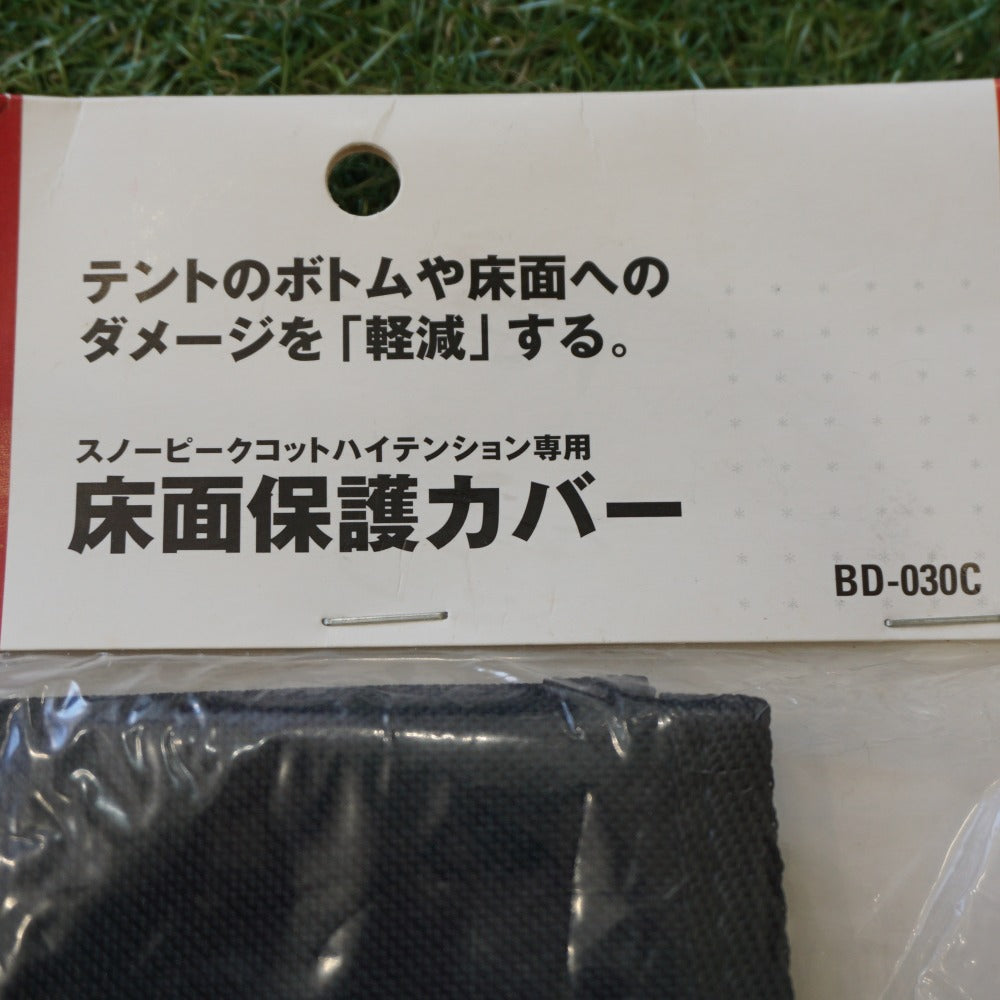 テントのボトムや床面への
ダメージを「軽減」する。
スノーピークコットハイテンション専用
床面保護カバー
BD-030C